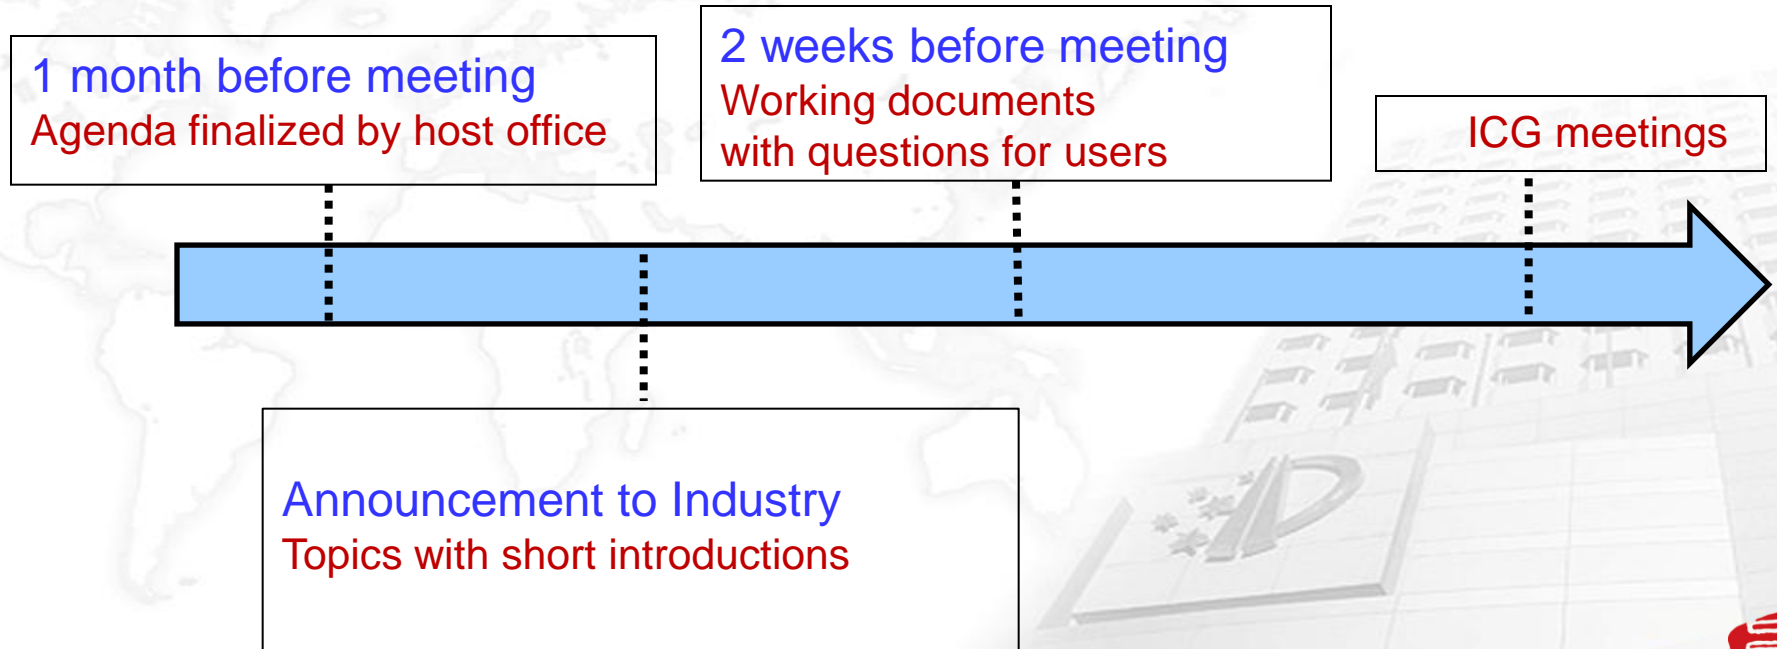 1 month before meeting
Agenda finalized by host office
2 weeks before meeting
Working documents
with questions for users
ICG meetings
Announcement to Industry
Topics with short introductions